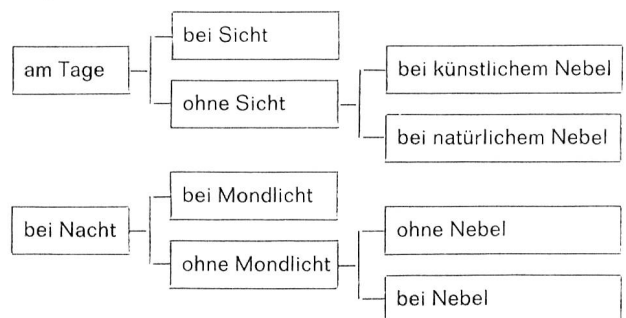 bei Sicht
am Tage
bei künstlichem Nebel
ohne Sicht
bei natürlichem Nebel
bei Mondlicht
bei Nacht
ohne Nebel
ohne Mondlicht
bei Nebel